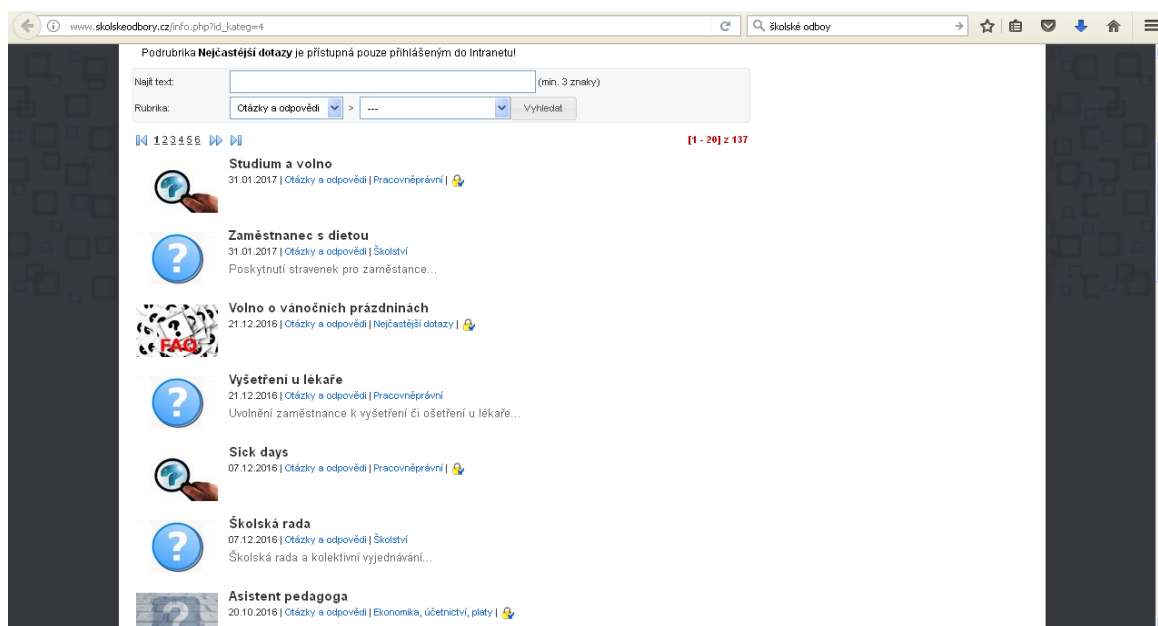 www.skolskeodbory.cz/info.php?id_kateg=4
školské odboy
Podrubrika Nejčastější dotazy je přístupná pouze přihlášeným do Intranetu!
Najít text: (min. 3 znaky)
Rubrika: Otázky a odpovědi > --- Vyhledat
1 2 3 4 5 6 [1 - 20] z 137
Studium a volno
31.01.2017 | Otázky a odpovědi | Pracovněprávní |
Zaměstnanec s dietou
31.01.2017 | Otázky a odpovědi | Školství
Poskytnutí stravenek pro zaměstance...
Volno o vánočních prázdninách
21.12.2016 | Otázky a odpovědi | Nejčastější dotazy |
FAQ
Vyšetření u lékaře
21.12.2016 | Otázky a odpovědi | Pracovněprávní
Uvolnění zaměstnance k vyšetření či ošetření u lékaře...
Sick days
07.12.2016 | Otázky a odpovědi | Pracovněprávní |
Školská rada
07.12.2016 | Otázky a odpovědi | Školství
Školská rada a kolektivní vyjednávání...
Asistent pedagoga
20.10.2016 | Otázky a odpovědi | Ekonomika, účetnictví, platy |